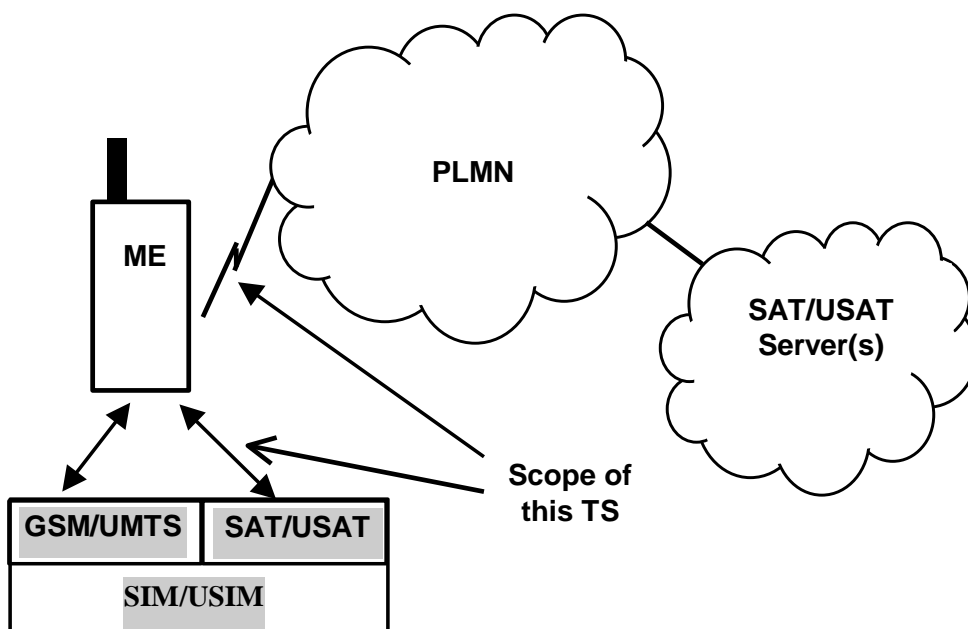 PLMN
ME
SAT/USAT
Server(s)
Scope of
this TS
GSM/UMTS
SAT/USAT
SIM/USIM